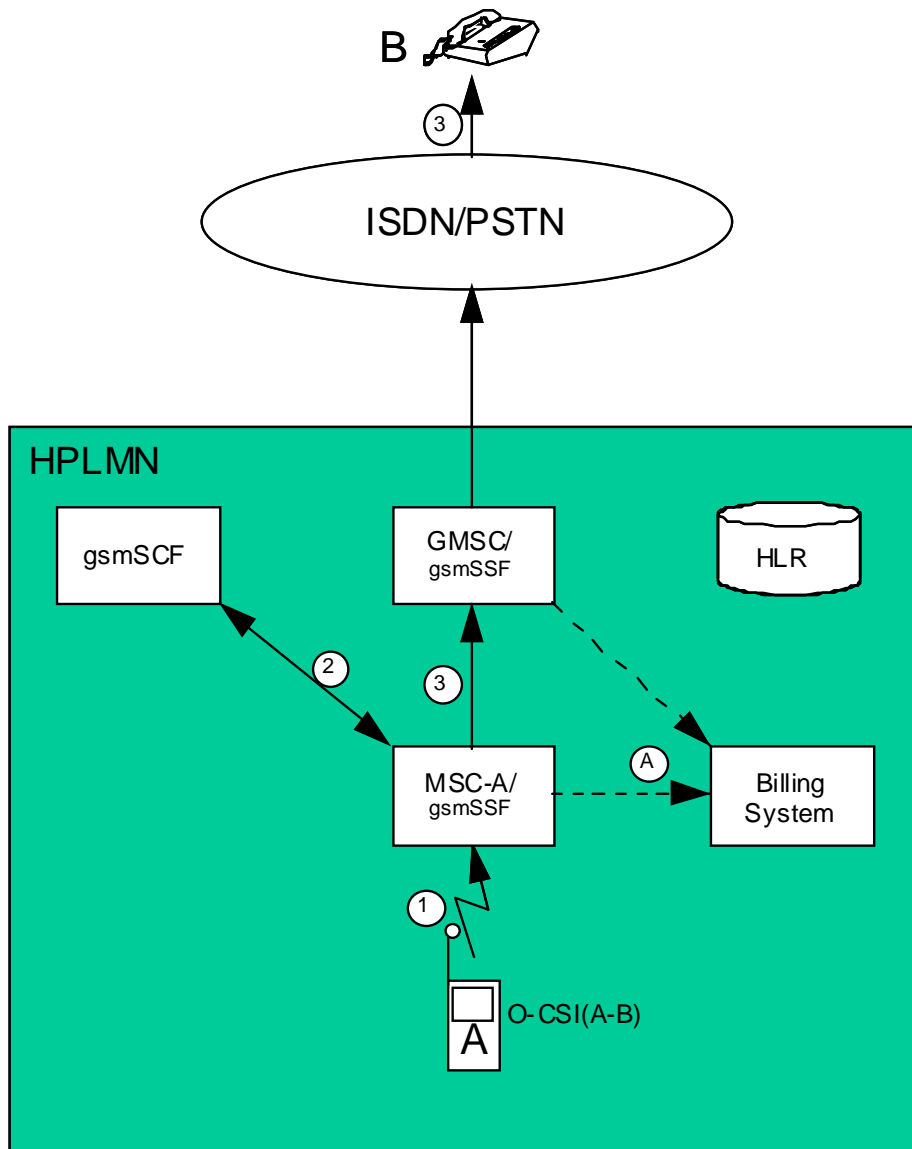 B
3
ISDN/PSTN
HPLMN
gsmSCF
GMSC/
gsmSSF
HLR
2
3
MSC-A/
gsmSSF
A
Billing
System
1
O-CSI(A-B)
A